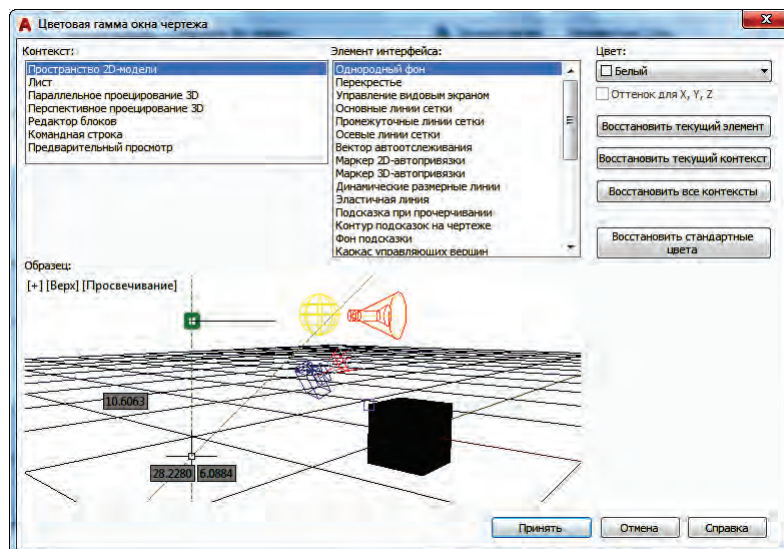 Цветовая гамма окна чертежа
Контекст:
Пространство 2D-модели
Лист
Параллельное проецирование 3D
Перспективное проецирование 3D
Редактор блоков
Командная строка
Предварительный просмотр
Элемент интерфейса:
Однородный фон
Перекрестье
Управление видовым экраном
Основные линии сетки
Промежуточные линии сетки
Осевые линии сетки
Вектор автоотслеживания
Маркер 2D-автопривязки
Маркер 3D-автопривязки
Динамические размерные линии
Эластичная линия
Подсказка при прочерчивании
Контур подсказок на чертеже
Фон подсказки
Каркас управляющих вершин
Цвет:
Белый
Оттенок для X, Y, Z
Восстановить текущий элемент
Восстановить текущий контекст
Восстановить все контексты
Восстановить стандартные
цвета
Образец:
[+] [Верх] [Просвечивание]
10.6063
28.2280 6.0884
Принять
Отмена
Справка